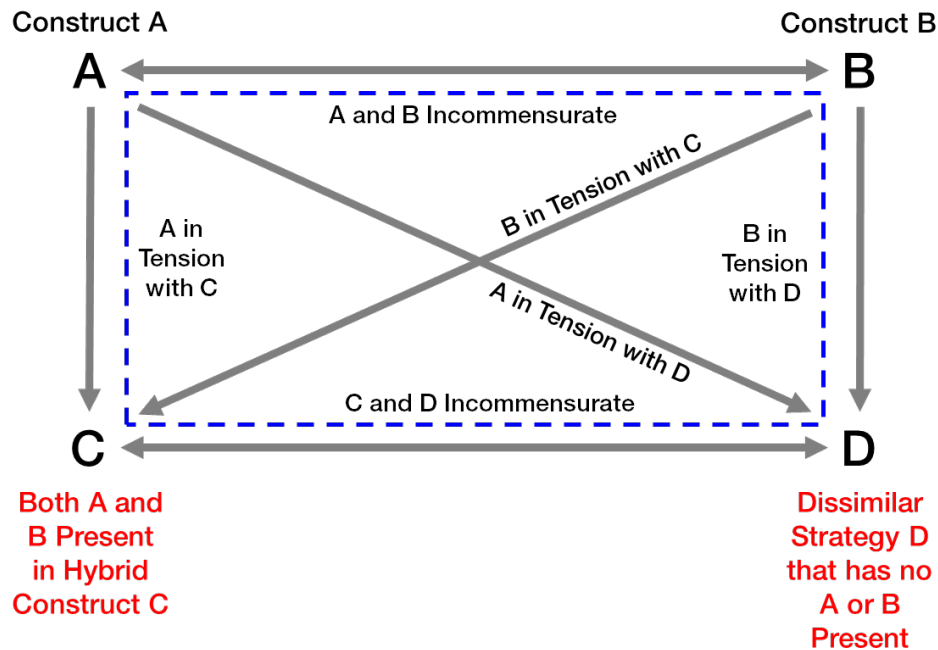 Construct A
Construct B
A
B
A and B Incommensurate
B in Tension with C
A in
Tension
with C
B in
Tension
with D
A in Tension with D
C and D Incommensurate
C
D
Both A and
B Present
in Hybrid
Construct C
Dissimilar
Strategy D
that has no
A or B
Present